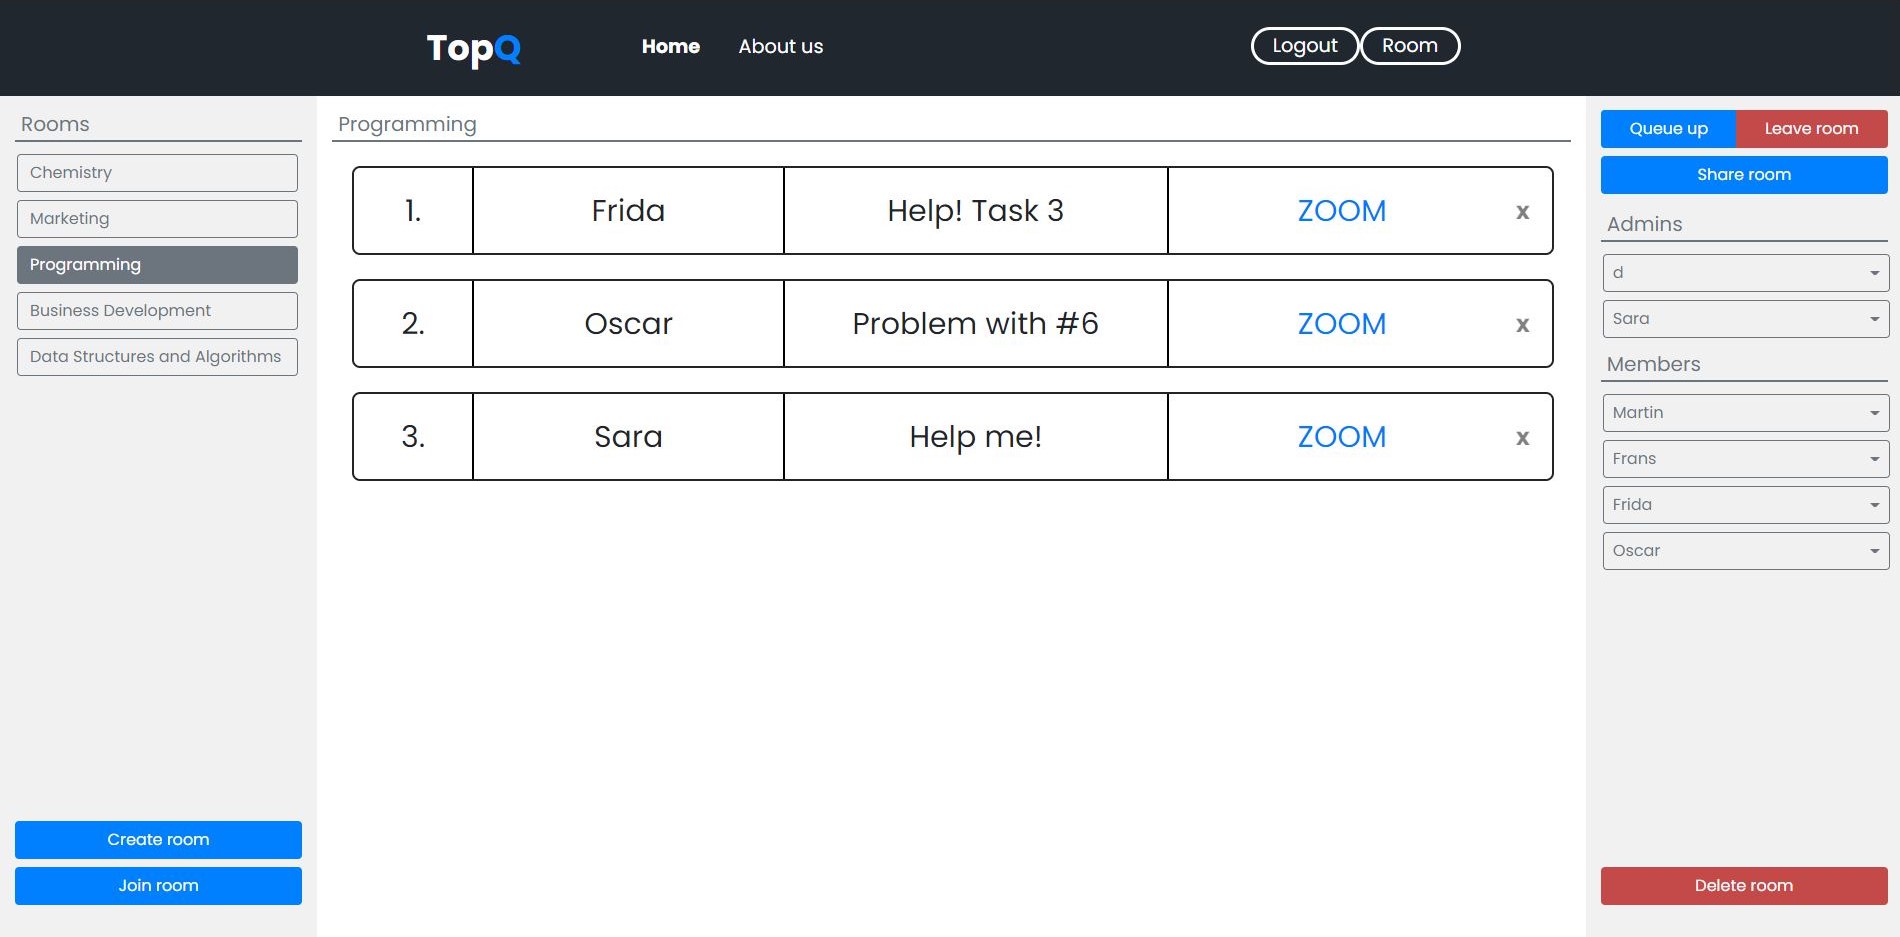 TopQ
Home
About us
Logout
Room
Rooms
Chemistry
Marketing
Programming
Business Development
Data Structures and Algorithms
Create room
Join room
Programming
1. Frida Help! Task 3 ZOOM x
2. Oscar Problem with #6 ZOOM x
3. Sara Help me! ZOOM x
Queue up
Leave room
Share room
Admins
d
Sara
Members
Martin
Frans
Frida
Oscar
Delete room